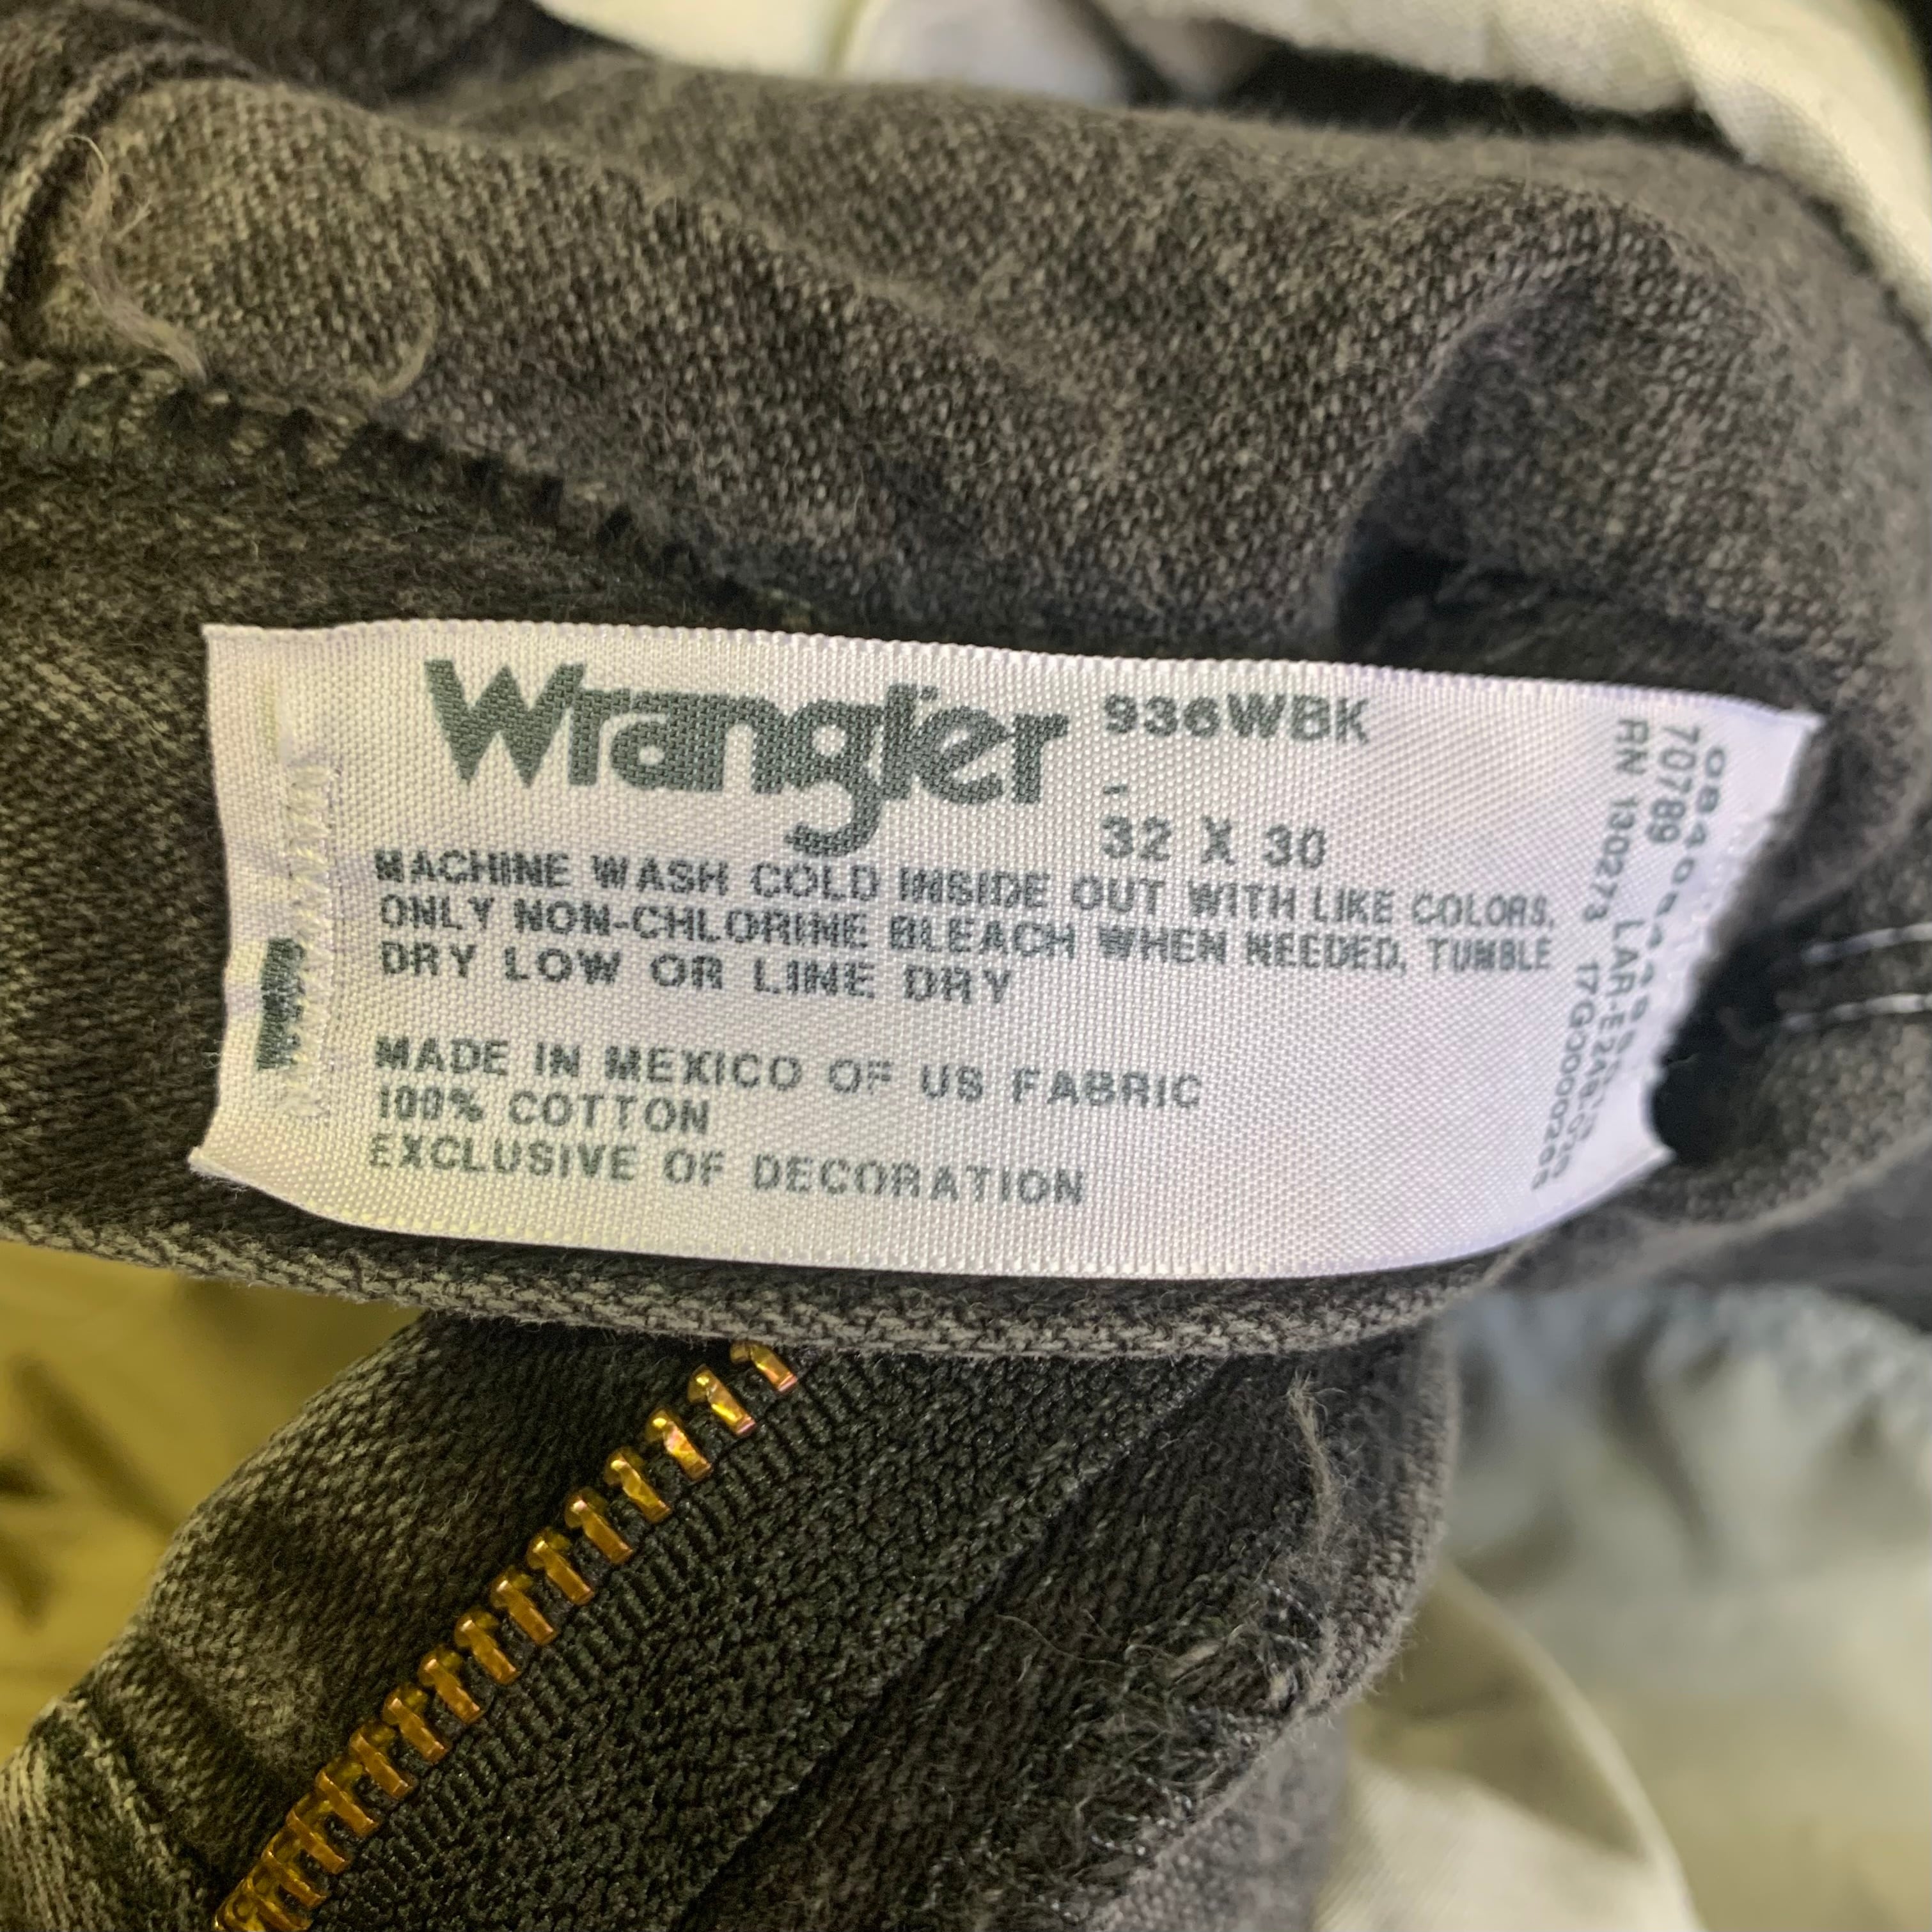 Wrangler
936WBK
-
32 X 30
MACHINE WASH COLD INSIDE OUT WITH LIKE COLORS,
ONLY NON-CHLORINE BLEACH WHEN NEEDED, TUMBLE
DRY LOW OR LINE DRY
MADE IN MEXICO OF US FABRIC
100% COTTON
EXCLUSIVE OF DECORATION
70789
RN 130273